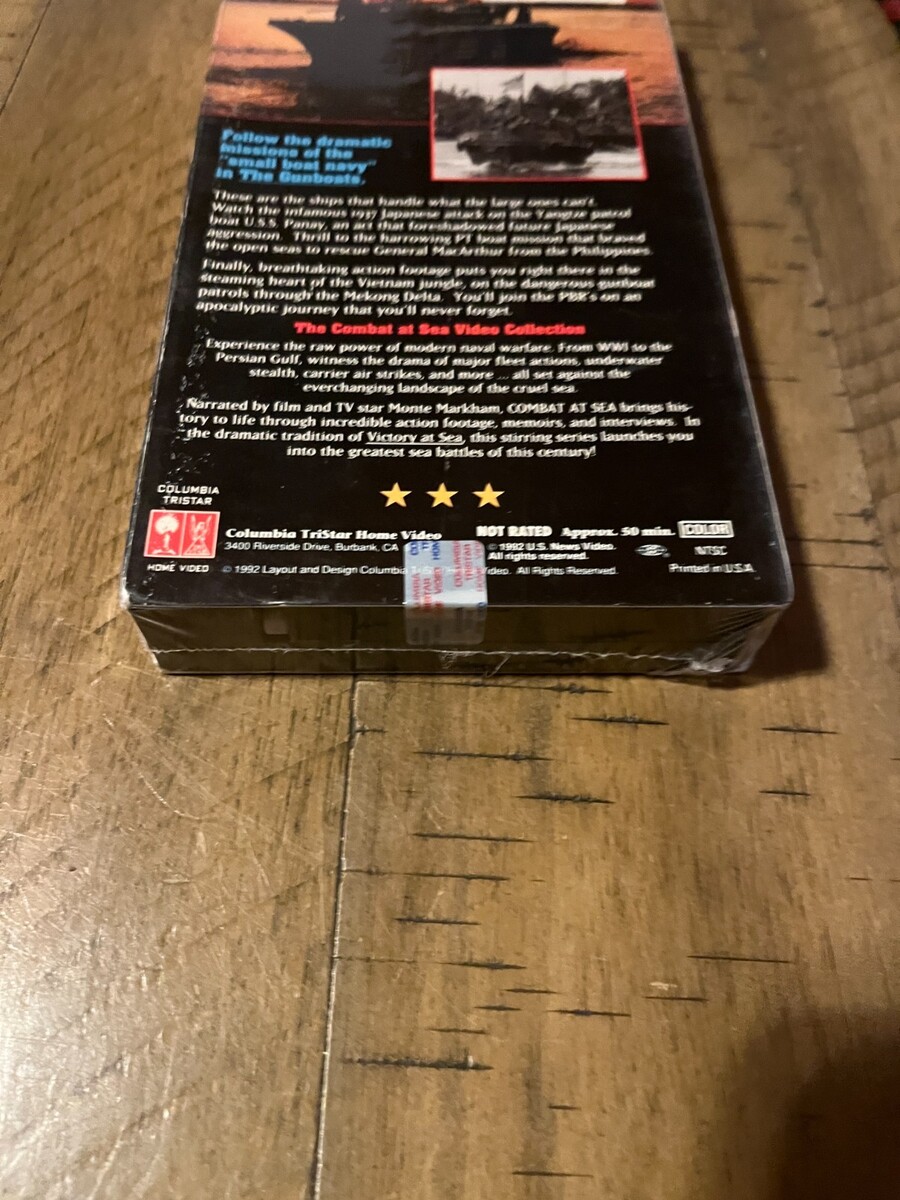 Follow the dramatic
missions of the
"small boat navy"
in The Gunboats.
These are the ships that handle what the large ones can't.
Watch the infamous 1937 Japanese attack on the Yangtze patrol
boat U.S.S. Panay, an act that foreshadowed future Japanese
aggression. Thrill to the harrowing PT boat mission that braved
the open seas to rescue General MacArthur from the Philippines.
Finally, breathtaking action footage puts you right there in the
steaming heart of the Vietnam jungle, on the dangerous gunboat
patrols through the Mekong Delta. You'll join the PBR's on an
apocalyptic journey that you'll never forget.
The Combat at Sea Video Collection
Experience the raw power of modern naval warfare. From WWI to the
Persian Gulf, witness the drama of major fleet actions, underwater
stealth, carrier air strikes, and more ... all set against the
everchanging landscape of the cruel sea.
Narrated by film and TV star Monte Markham, COMBAT AT SEA brings his-
tory to life through incredible action footage, memoirs, and interviews. In
the dramatic tradition of Victory at Sea, this stirring series launches you
into the greatest sea battles of this century!
COLUMBIA
TRISTAR
HOME VIDEO
Columbia TriStar Home Video
3400 Riverside Drive, Burbank, CA
NOT RATED Approx. 50 min. COLOR
© 1992 U.S. News Video.
All rights reserved.
NTSC
© 1992 Layout and Design Columbia Video. All Rights Reserved.
Printed in U.S.A.